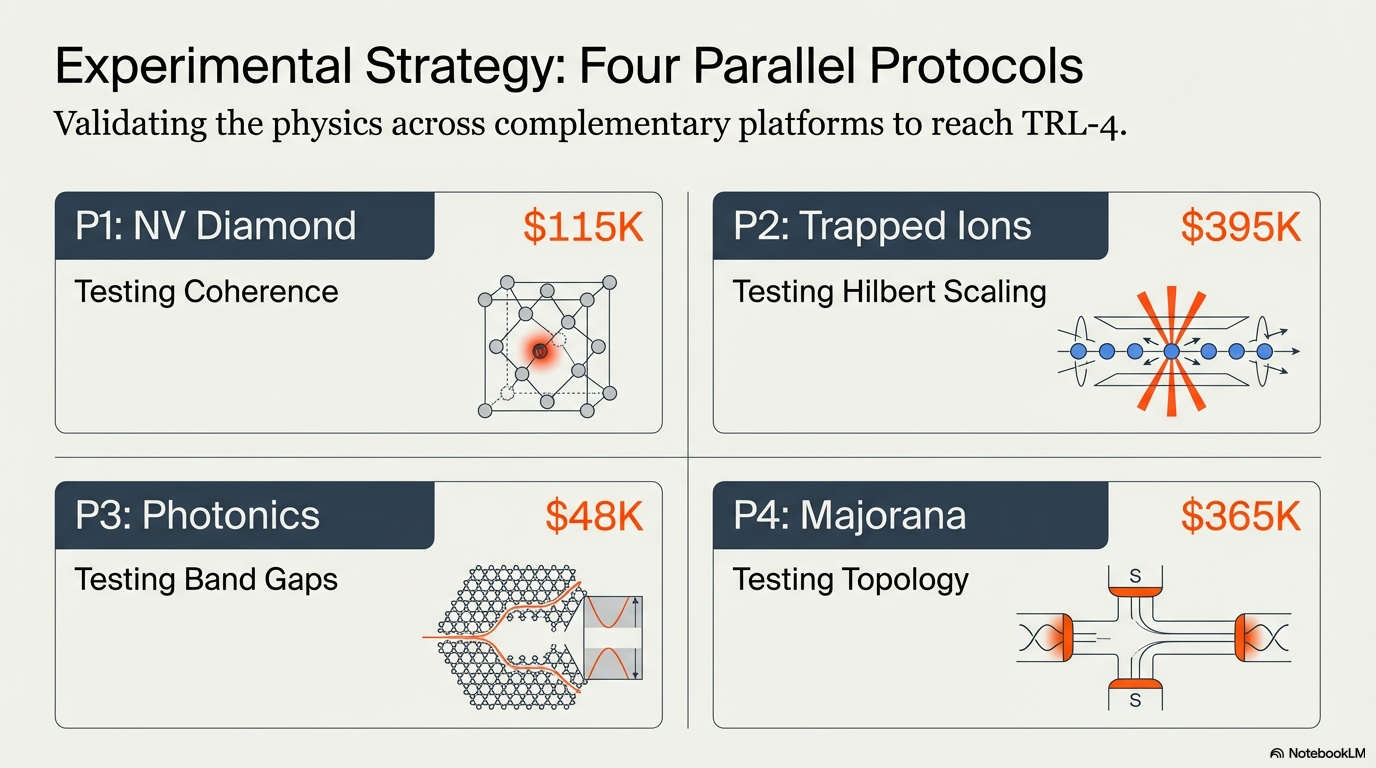 Experimental Strategy: Four Parallel Protocols
Validating the physics across complementary platforms to reach TRL-4.
P1: NV Diamond
$115K
Testing Coherence
P2: Trapped Ions
$395K
Testing Hilbert Scaling
P3: Photonics
$48K
Testing Band Gaps
P4: Majorana
$365K
Testing Topology
S
S
NotebookLM